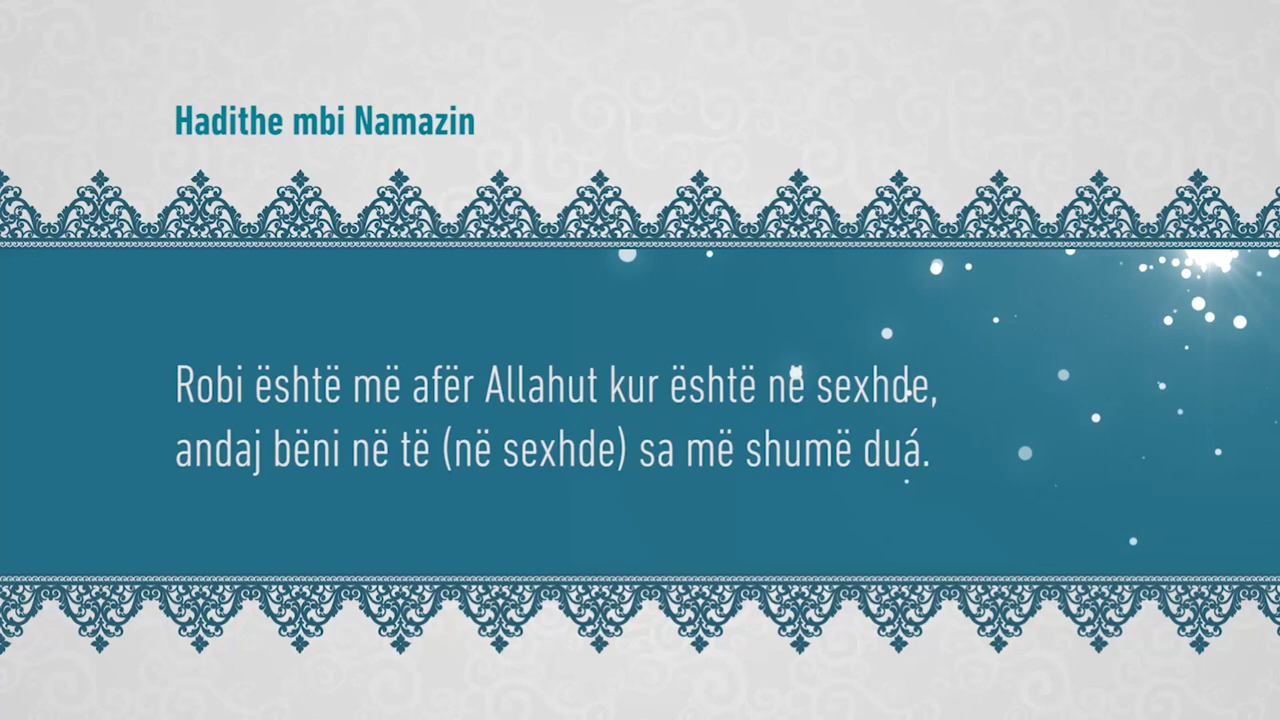 Hadithe mbi Namazin
Robi është më afër Allahut kur është në sexhde,
andaj bëni në të (në sexhde) sa më shumë duá.